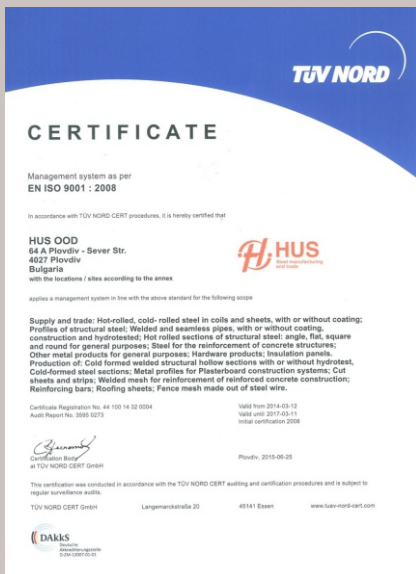 TÜV NORD
CERTIFICATE
Management system as per
EN ISO 9001 : 2008
In accordance with TÜV NORD CERT procedures, it is hereby certified that
HUS OOD
64 A Plovdiv - Sever Str.
4027 Plovdiv
Bulgaria
with the locations / sites according to the annex
HUS
Steel manufacturing
and trade
applies a management system in line with the above standard for the following scope
Supply and trade: Hot-rolled, cold- rolled steel in coils and sheets, with or without coating;
Profiles of structural steel; Welded and seamless pipes, with or without coating,
construction and hydrotested; Hot rolled sections of structural steel: angle, flat, square
and round for general purposes; Steel for the reinforcement of concrete structures;
Other metal products for general purposes; Hardware products; Insulation panels.
Production of: Cold formed welded structural hollow sections with or without hydrotest,
Cold-formed steel sections; Metal profiles for Plasterboard construction systems; Cut
sheets and strips; Welded mesh for reinforcement of reinforced concrete construction;
Reinforcing bars; Roofing sheets; Fence mesh made out of steel wire.
Certificate Registration No. 44 100 14 32 0004
Audit Report No. 3595 0273
Valid from 2014-03-12
Valid until 2017-03-11
Initial certification 2008
Certification Body
at TÜV NORD CERT GmbH
Plovdiv, 2015-06-25
This certification was conducted in accordance with the TÜV NORD CERT auditing and certification procedures and is subject to
regular surveillance audits.
TÜV NORD CERT GmbH Langemarckstraße 20 45141 Essen www.tuev-nord-cert.com
DAkkS
Deutsche
Akkreditierungsstelle
D-ZM-12007-01-01